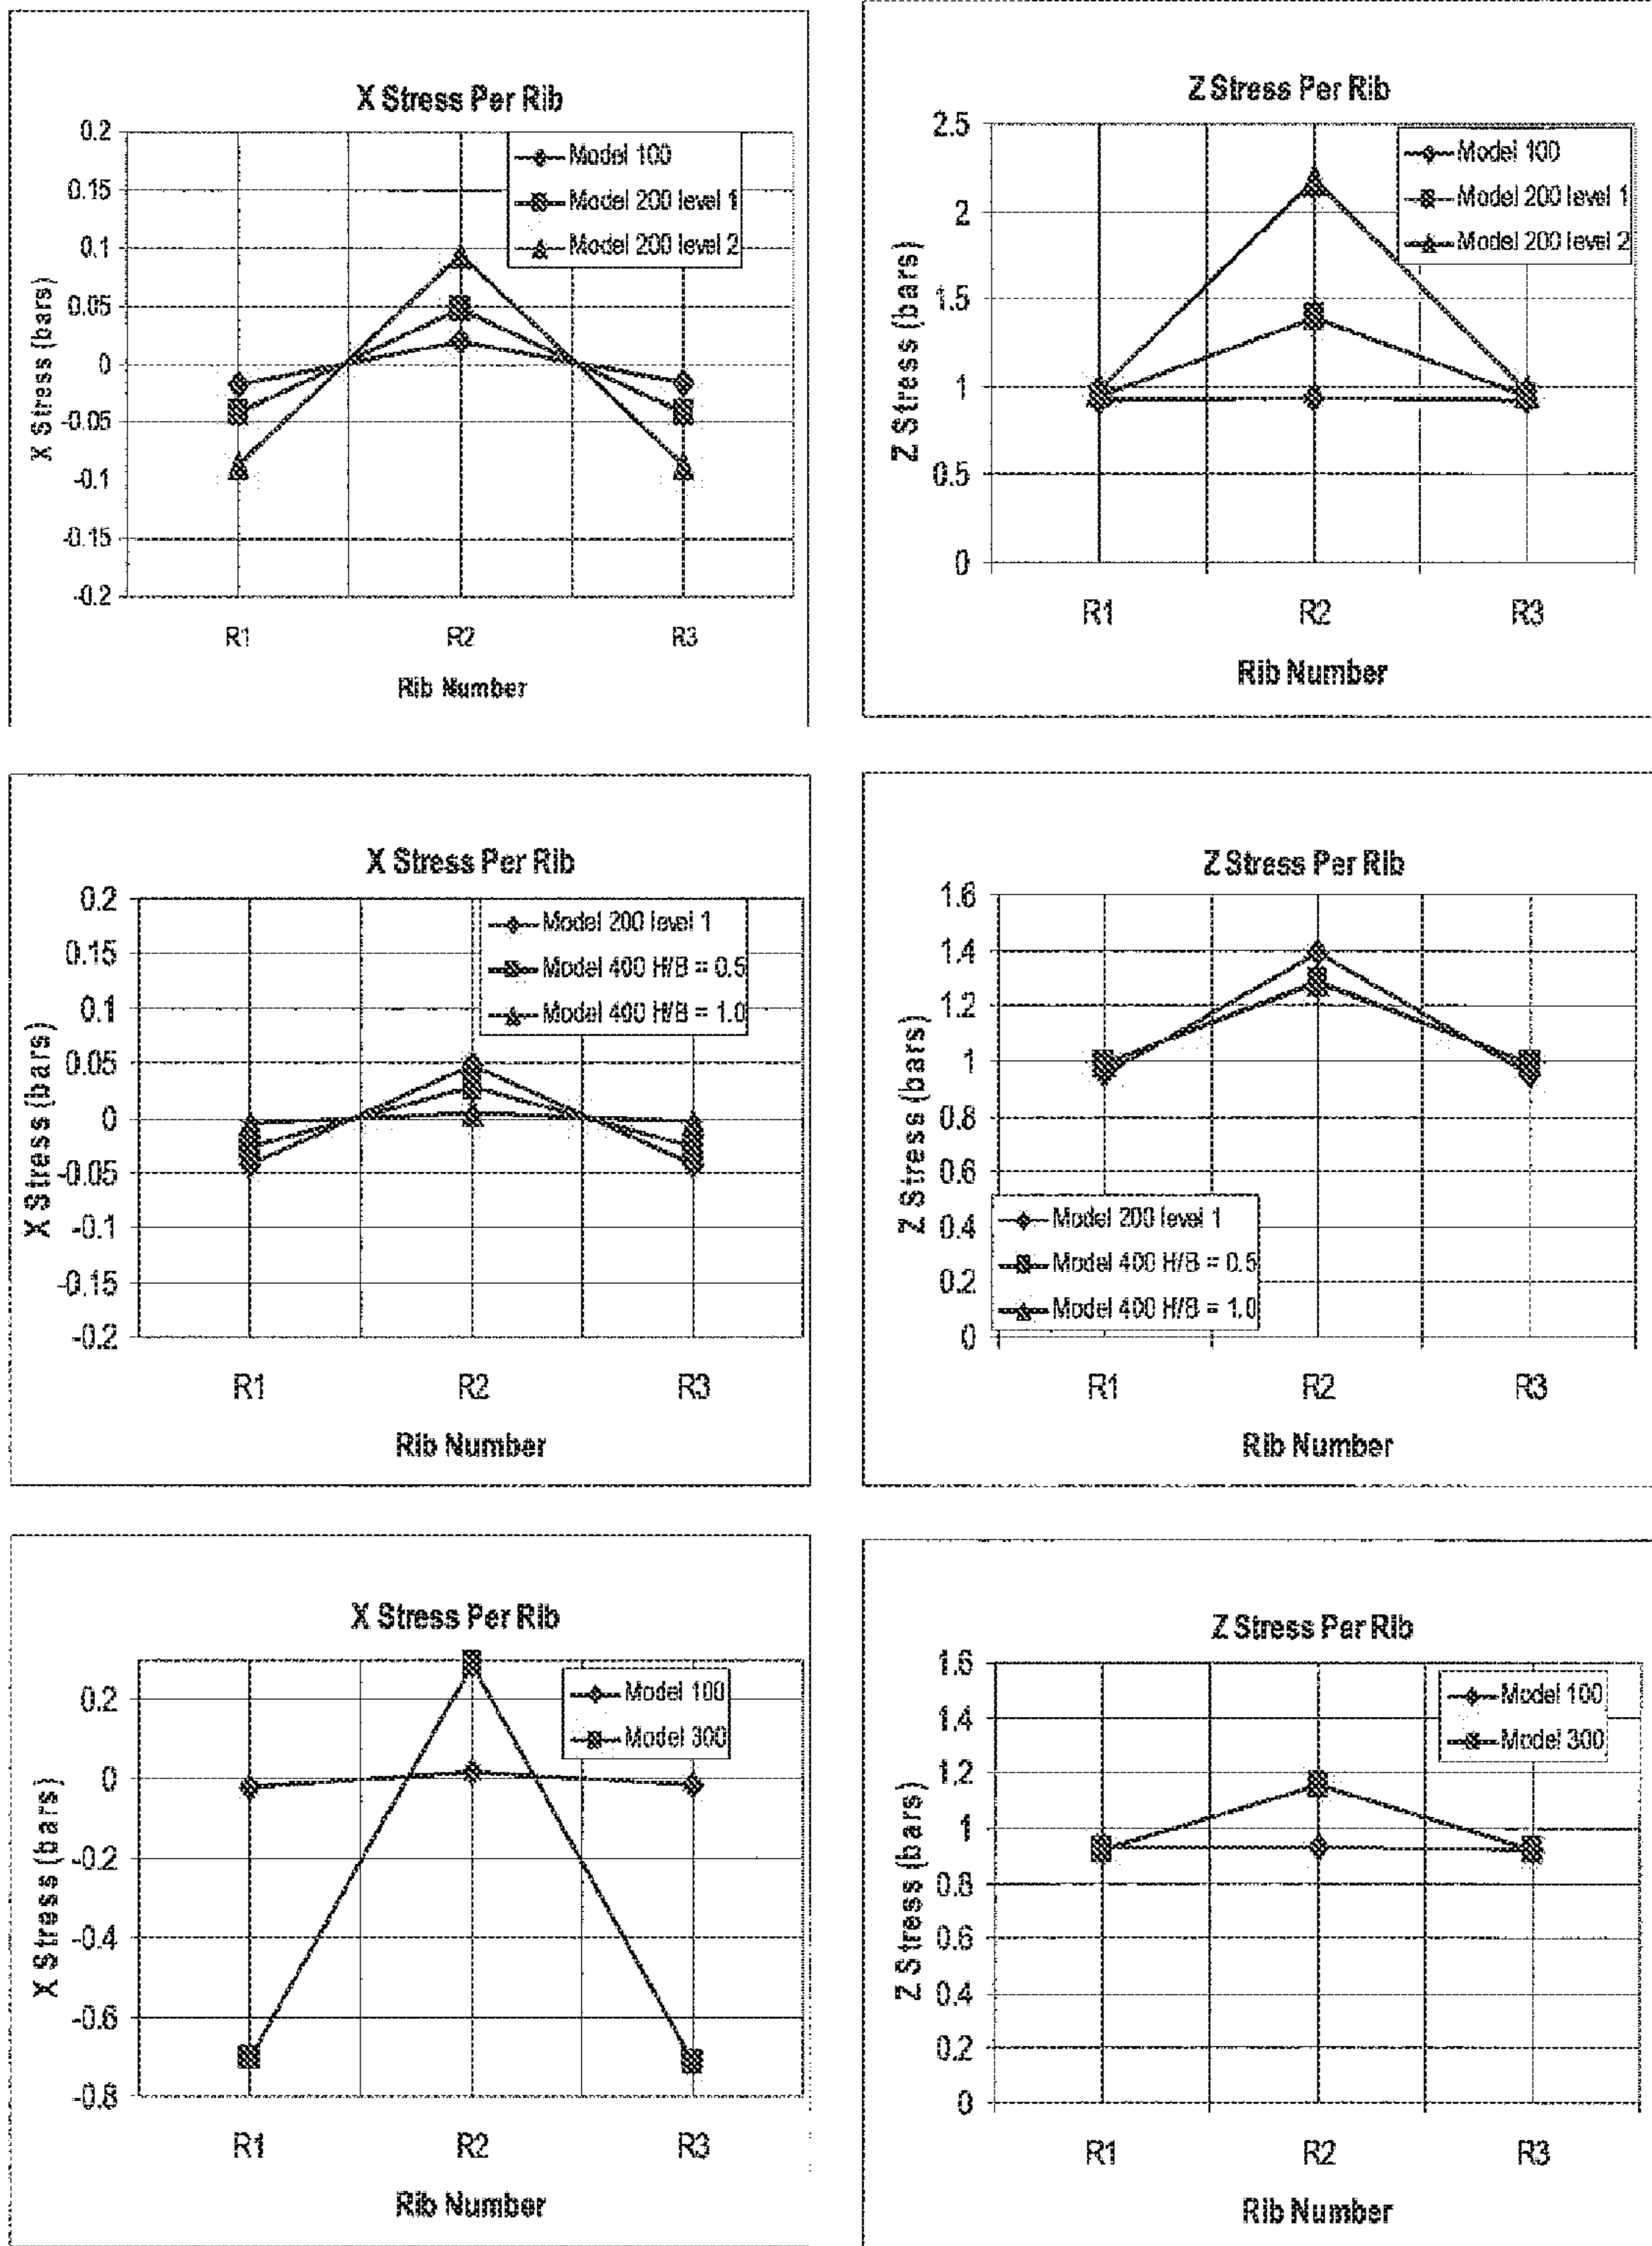 X Stress Per Rib
0.2
0.15
0.1
0.05
0
-0.05
-0.1
-0.15
-0.2
X Stress (bars)
Model 100
Model 200 level 1
Model 200 level 2
R1 R2 R3
Rib Number
Z Stress Per Rib
2.5
2
1.5
1
0.5
0
Z Stress (bars)
Model 100
Model 200 level 1
Model 200 level 2
R1 R2 R3
Rib Number
X Stress Per Rib
0.2
0.15
0.1
0.05
0
-0.05
-0.1
-0.15
-0.2
X Stress (bars)
Model 200 level 1
Model 400 H/B = 0.5
Model 400 H/B = 1.0
R1 R2 R3
Rib Number
Z Stress Per Rib
1.6
1.4
1.2
1
0.8
0.6
0.4
0.2
0
Z Stress (bars)
Model 200 level 1
Model 400 H/B = 0.5
Model 400 H/B = 1.0
R1 R2 R3
Rib Number
X Stress Per Rib
0.2
0
-0.2
-0.4
-0.6
-0.8
X Stress (bars)
Model 100
Model 300
R1 R2 R3
Rib Number
Z Stress Per Rib
1.6
1.4
1.2
1
0.8
0.6
0.4
0.2
0
Z Stress (bars)
Model 100
Model 300
R1 R2 R3
Rib Number